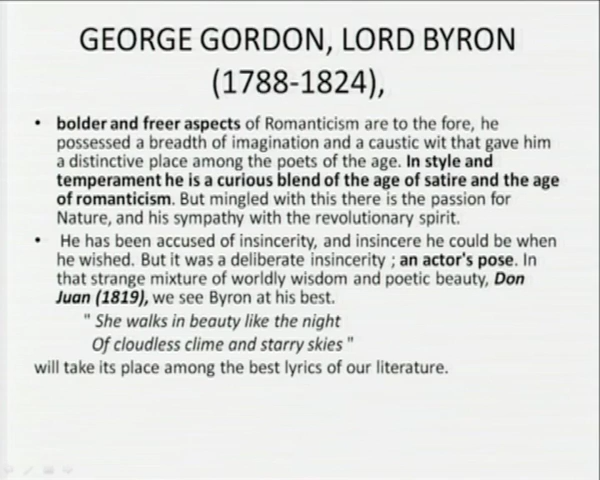 GEORGE GORDON, LORD BYRON
(1788-1824),
• bolder and freer aspects of Romanticism are to the fore, he
possessed a breadth of imagination and a caustic wit that gave him
a distinctive place among the poets of the age. In style and
temperament he is a curious blend of the age of satire and the age
of romanticism. But mingled with this there is the passion for
Nature, and his sympathy with the revolutionary spirit.
• He has been accused of insincerity, and insincere he could be when
he wished. But it was a deliberate insincerity ; an actor's pose. In
that strange mixture of worldly wisdom and poetic beauty, Don
Juan (1819), we see Byron at his best.
" She walks in beauty like the night
Of cloudless clime and starry skies "
will take its place among the best lyrics of our literature.